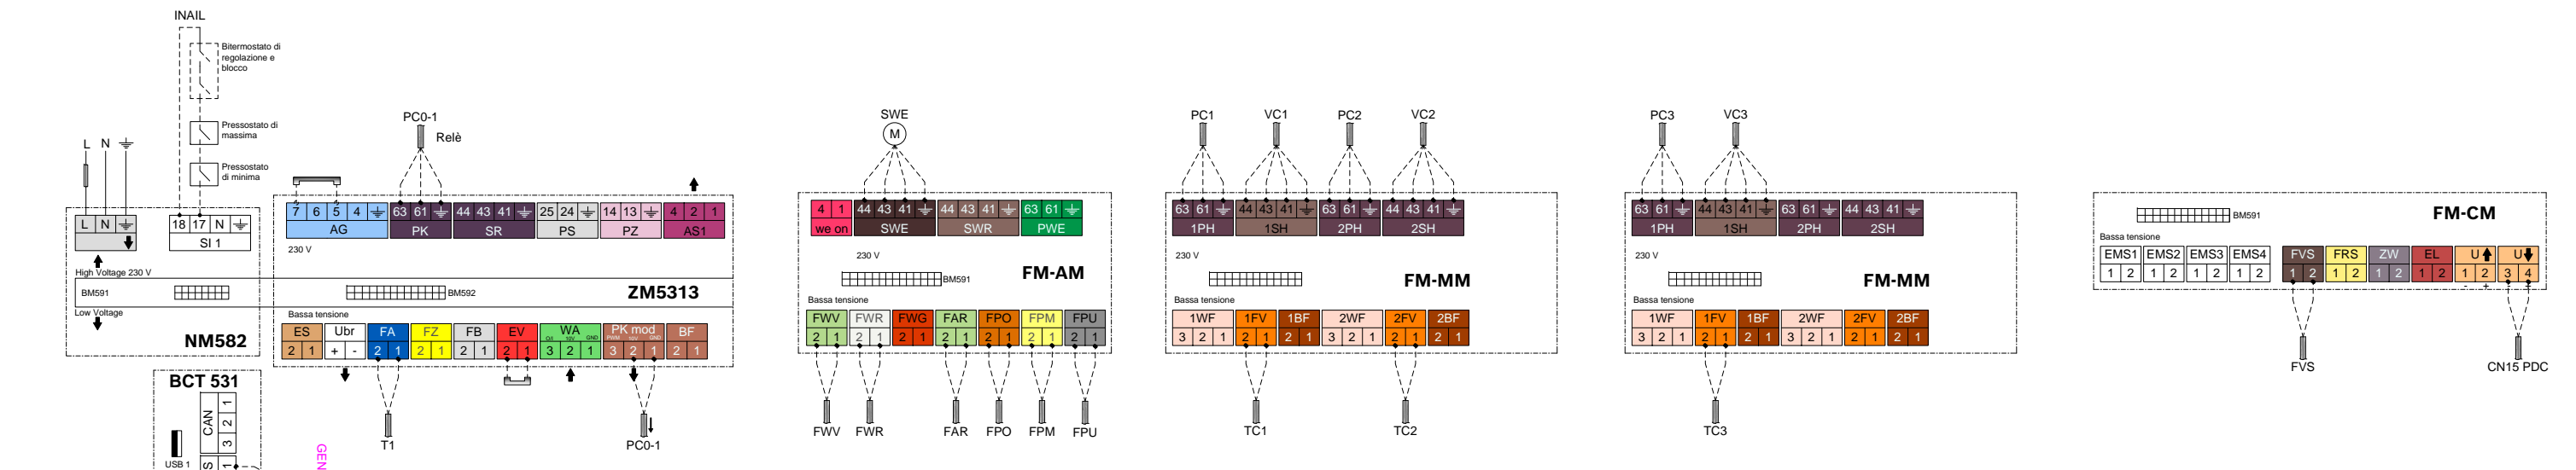 INAIL
Bitermostato di
regolazione e
blocco
Pressostato di
massima
Pressostato
di minima
L N
L N
18 17 N
SI 1
High Voltage 230 V
BM591
Low Voltage
NM582
PC0-1
Relè
7 6 5 4
AG
63 61
PK
44 43 41
SR
25 24
PS
14 13
PZ
4 2 1
AS1
230 V
BM592
ZM5313
Bassa tensione
ES
2 1
Ubr
+ -
FA
2 1
FZ
2 1
FB
2 1
EV
2 1
WA
0/I 10V GND
3 2 1
PK mod
PWM 10V GND
3 2 1
BF
2 1
T1
PC0-1
BCT 531
CAN
3 2 1
USB 1
S
1
GEN
SWE
M
4 1
we on
44 43 41
SWE
44 43 41
SWR
63 61
PWE
230 V
BM591
FM-AM
Bassa tensione
FWV
2 1
FWR
2 1
FWG
2 1
FAR
2 1
FPO
2 1
FPM
2 1
FPU
2 1
FWV
FWR
FAR
FPO
FPM
FPU
PC1
VC1
PC2
VC2
63 61
1PH
44 43 41
1SH
63 61
2PH
44 43 41
2SH
230 V
FM-MM
Bassa tensione
1WF
3 2 1
1FV
2 1
1BF
2 1
2WF
3 2 1
2FV
2 1
2BF
2 1
TC1
TC2
PC3
VC3
63 61
1PH
44 43 41
1SH
63 61
2PH
44 43 41
2SH
230 V
FM-MM
Bassa tensione
1WF
3 2 1
1FV
2 1
1BF
2 1
2WF
3 2 1
2FV
2 1
2BF
2 1
TC3
BM591
FM-CM
Bassa tensione
EMS1
1 2
EMS2
1 2
EMS3
1 2
EMS4
1 2
FVS
1 2
FRS
1 2
ZW
1 2
EL
1 2
U
1 2
- +
U
3 4
- +
FVS
CN15 PDC